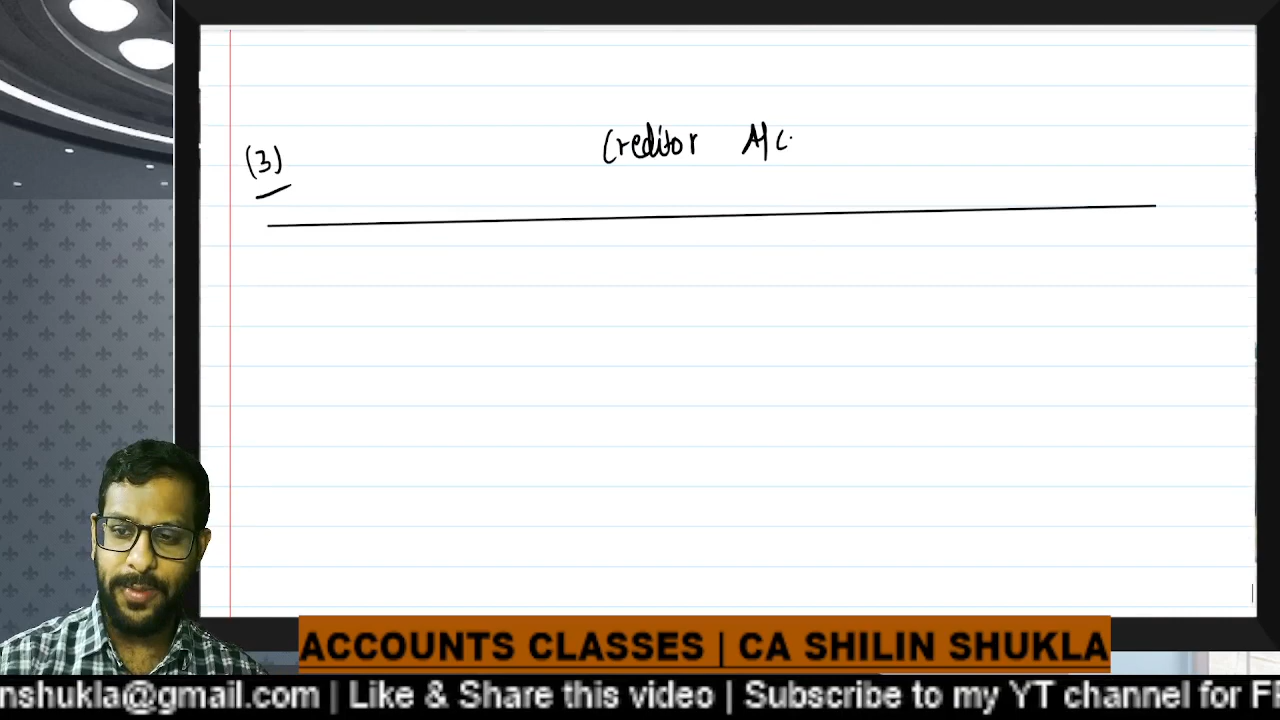 Creditor A/c.
(3)
ACCOUNTS CLASSES | CA SHILIN SHUKLA
nshukla@gmail.com | Like & Share this video | Subscribe to my YT channel for